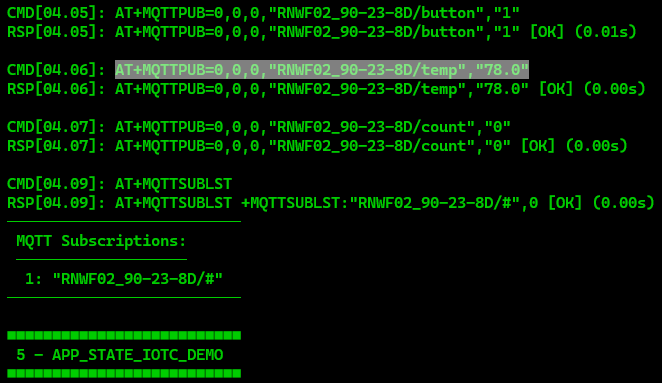 CMD[04.05]: AT+MQTTPUB=0,0,0,"RNWF02_90-23-8D/button","1"
RSP[04.05]: AT+MQTTPUB=0,0,0,"RNWF02_90-23-8D/button","1" [OK] (0.01s)
CMD[04.06]: AT+MQTTPUB=0,0,0,"RNWF02_90-23-8D/temp","78.0"
RSP[04.06]: AT+MQTTPUB=0,0,0,"RNWF02_90-23-8D/temp","78.0" [OK] (0.00s)
CMD[04.07]: AT+MQTTPUB=0,0,0,"RNWF02_90-23-8D/count","0"
RSP[04.07]: AT+MQTTPUB=0,0,0,"RNWF02_90-23-8D/count","0" [OK] (0.00s)
CMD[04.09]: AT+MQTTSUBLST
RSP[04.09]: AT+MQTTSUBLST +MQTTSUBLST:"RNWF02_90-23-8D/#",0 [OK] (0.00s)
MQTT Subscriptions:
1: "RNWF02_90-23-8D/#"
5 - APP_STATE_IOTC_DEMO